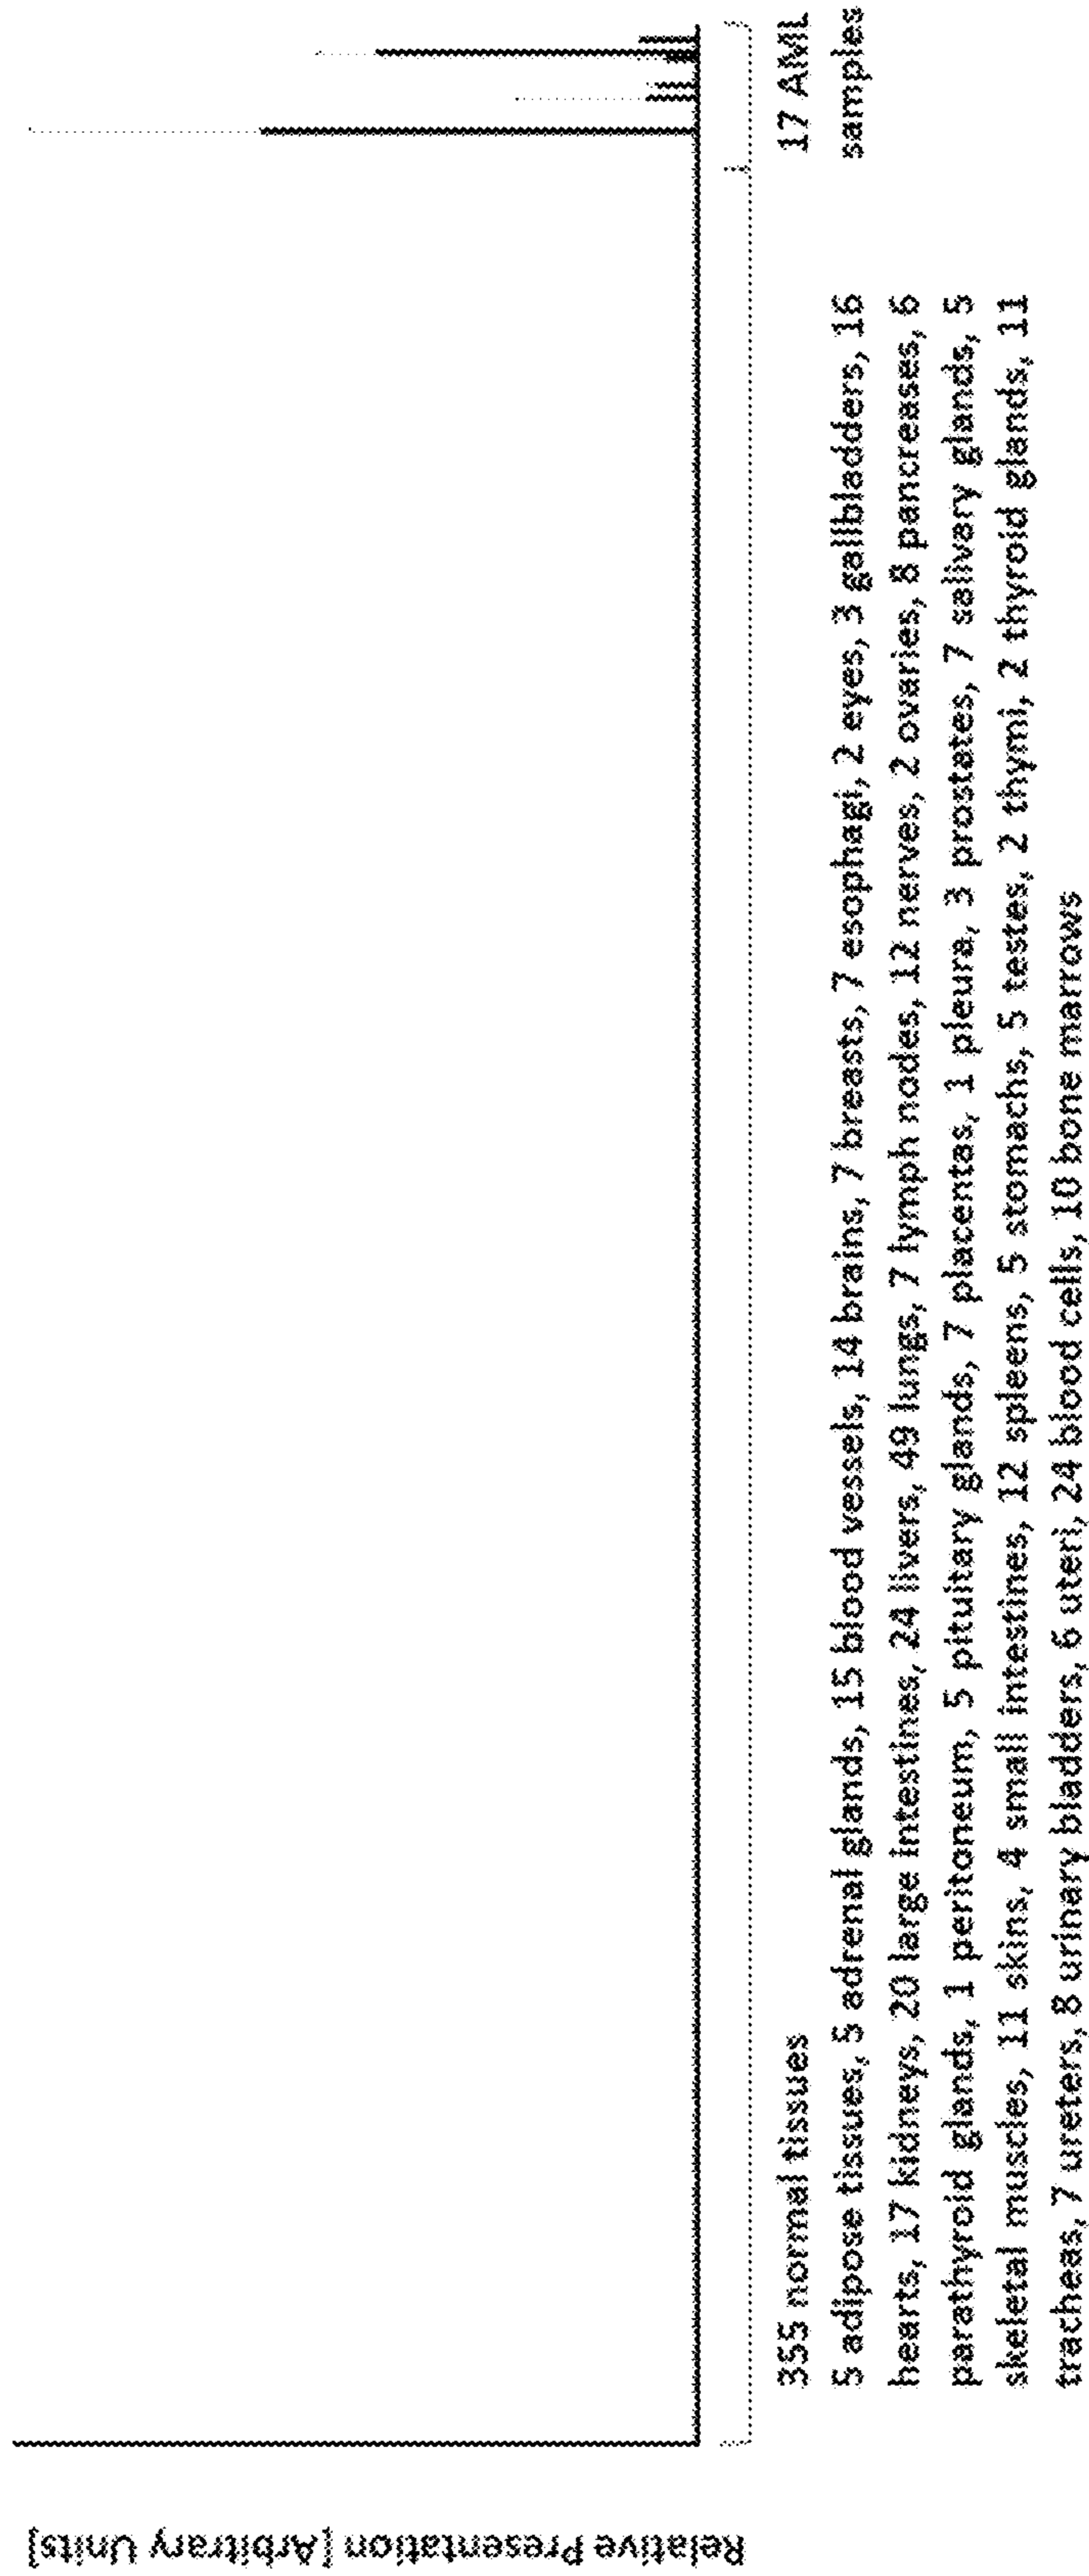 Relative Presentation [Arbitrary Units]
355 normal tissues
17 AML
samples
5 adipose tissues, 5 adrenal glands, 15 blood vessels, 14 brains, 7 breasts, 7 esophagi, 2 eyes, 3 gallbladders, 16
hearts, 17 kidneys, 20 large intestines, 24 livers, 49 lungs, 7 lymph nodes, 12 nerves, 2 ovaries, 8 pancreases, 6
parathyroid glands, 1 peritoneum, 5 pituitary glands, 7 placentas, 1 pleura, 3 prostates, 7 salivary glands, 5
skeletal muscles, 11 skins, 4 small intestines, 12 spleens, 5 stomachs, 5 testes, 2 thymi, 2 thyroid glands, 11
tracheas, 7 ureters, 8 urinary bladders, 6 uteri, 24 blood cells, 10 bone marrows